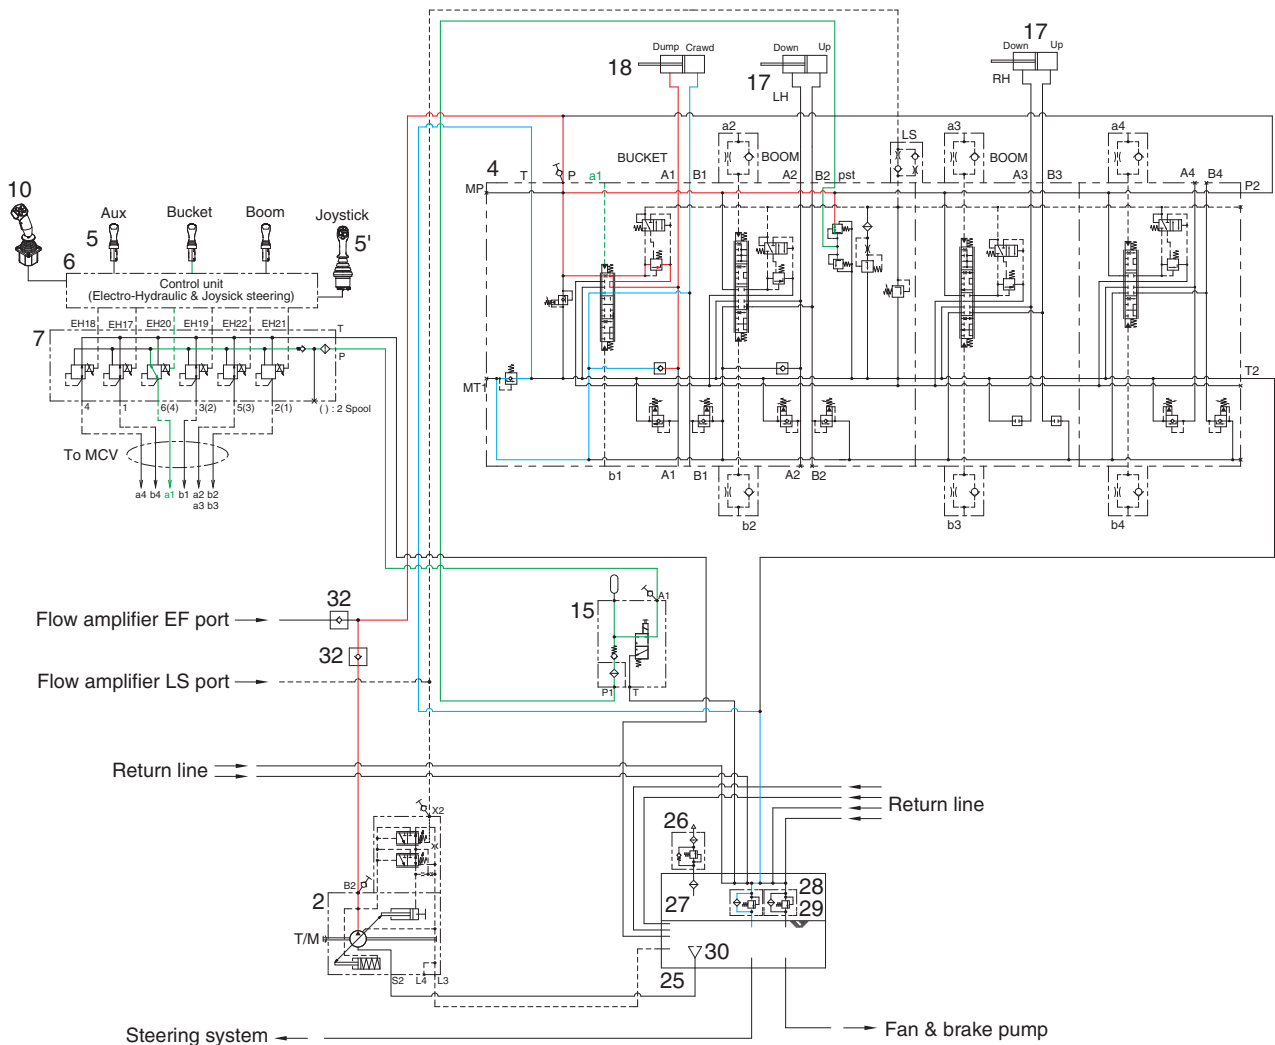 17
Down Up
RH
Dump Crawd
18
Down Up
17
LH
a2
a3
a4
LS
BUCKET
BOOM
BOOM
4
T P a1 A1 B1 A2 B2 pst A3 B3 A4 B4
MP
P2
10
Aux
Bucket
Boom
Joystick
5
5'
6
Control unit
(Electro-Hydraulic & Joysick steering)
7
EH18 EH17 EH20 EH19 EH22 EH21
T
P
4 1 6(4) 3(2) 5(3) 2(1)
( ) : 2 Spool
To MCV
a4 b4 a1 b1 a2 b2
a3 b3
MT1
T2
b1 A1 B1 A2 B2
b2
b3
b4
15
A1
P1 T
Flow amplifier EF port
32
32
Flow amplifier LS port
Return line
Return line
X2
B2
2
T/M
S2 L4 L3
26
27
28
29
30
25
Steering system
Fan & brake pump